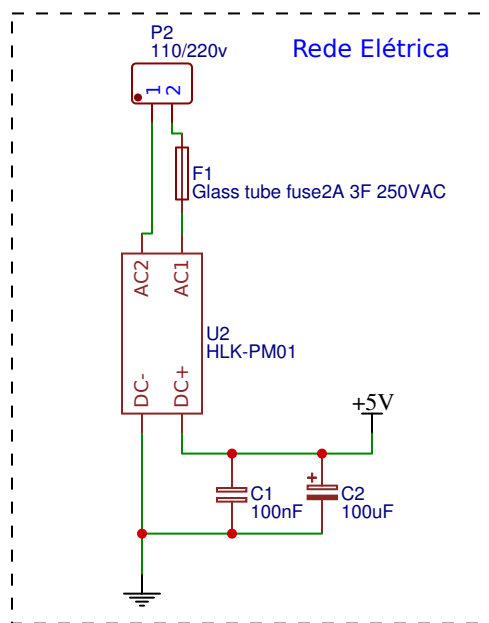 P2
110/220v
Rede Elétrica
1 2
F1
Glass tube fuse2A 3F 250VAC
AC2 AC1
U2
HLK-PM01
DC- DC+
+5V
+
C1
100nF
C2
100uF